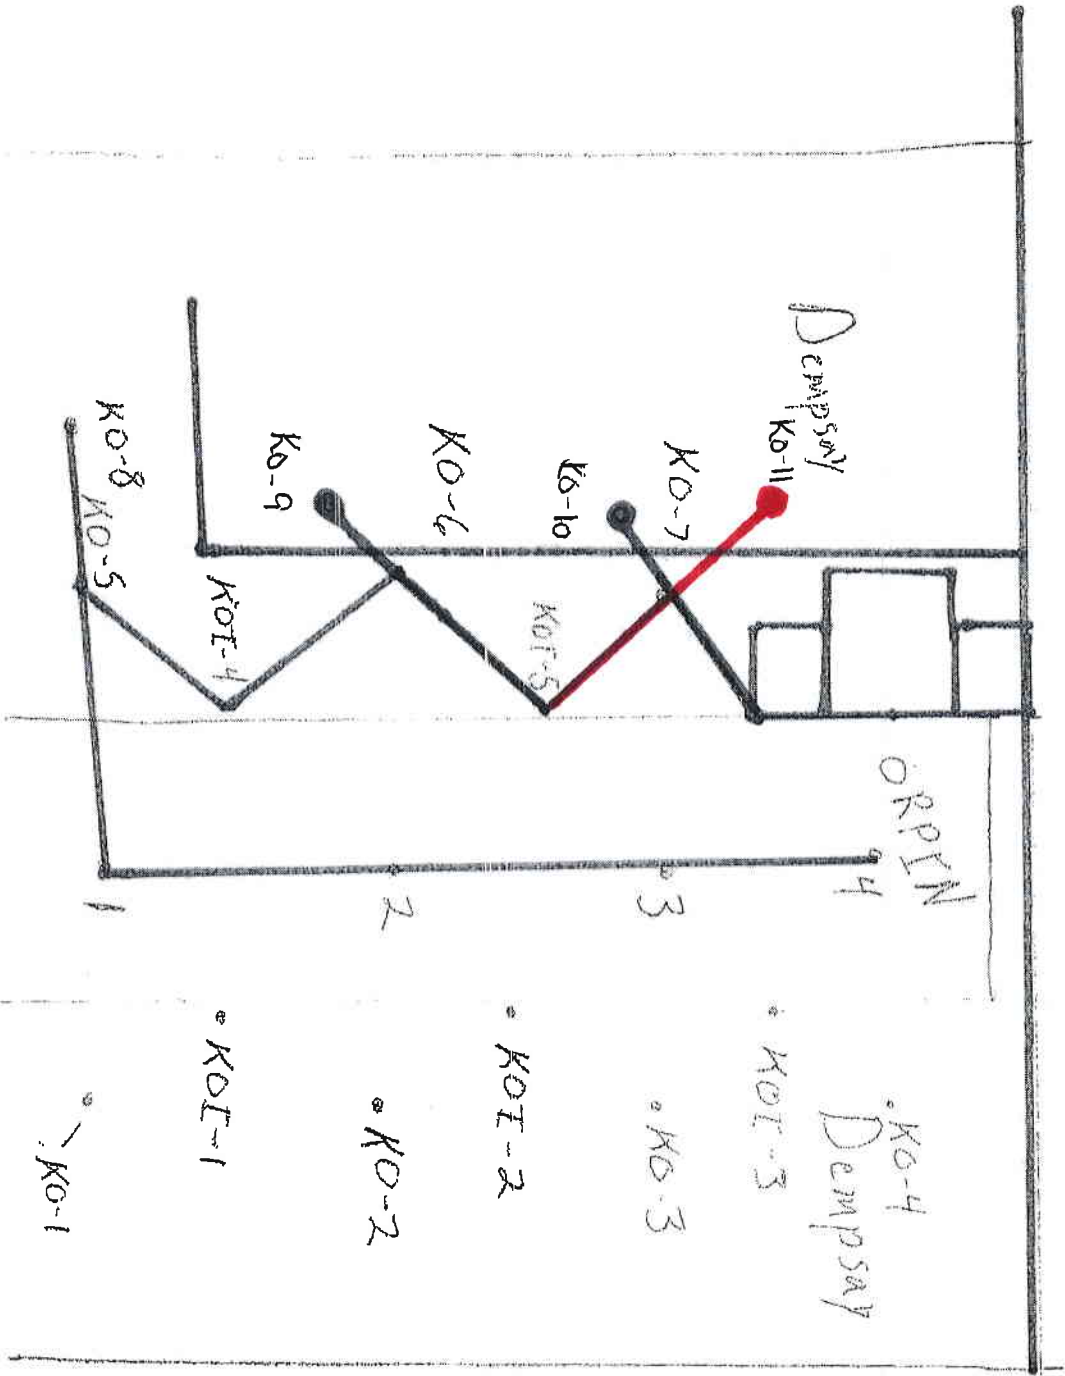 Dempsay
KO-11
KO-7
KO-10
KO-6
KO-9
KO-8
KO-5
KOI-4
KOI-5
ORPIN
4
3
2
1
KO-4
Dempsay
KOI-3
KO-3
KOI-2
KO-2
KOI-1
KO-1